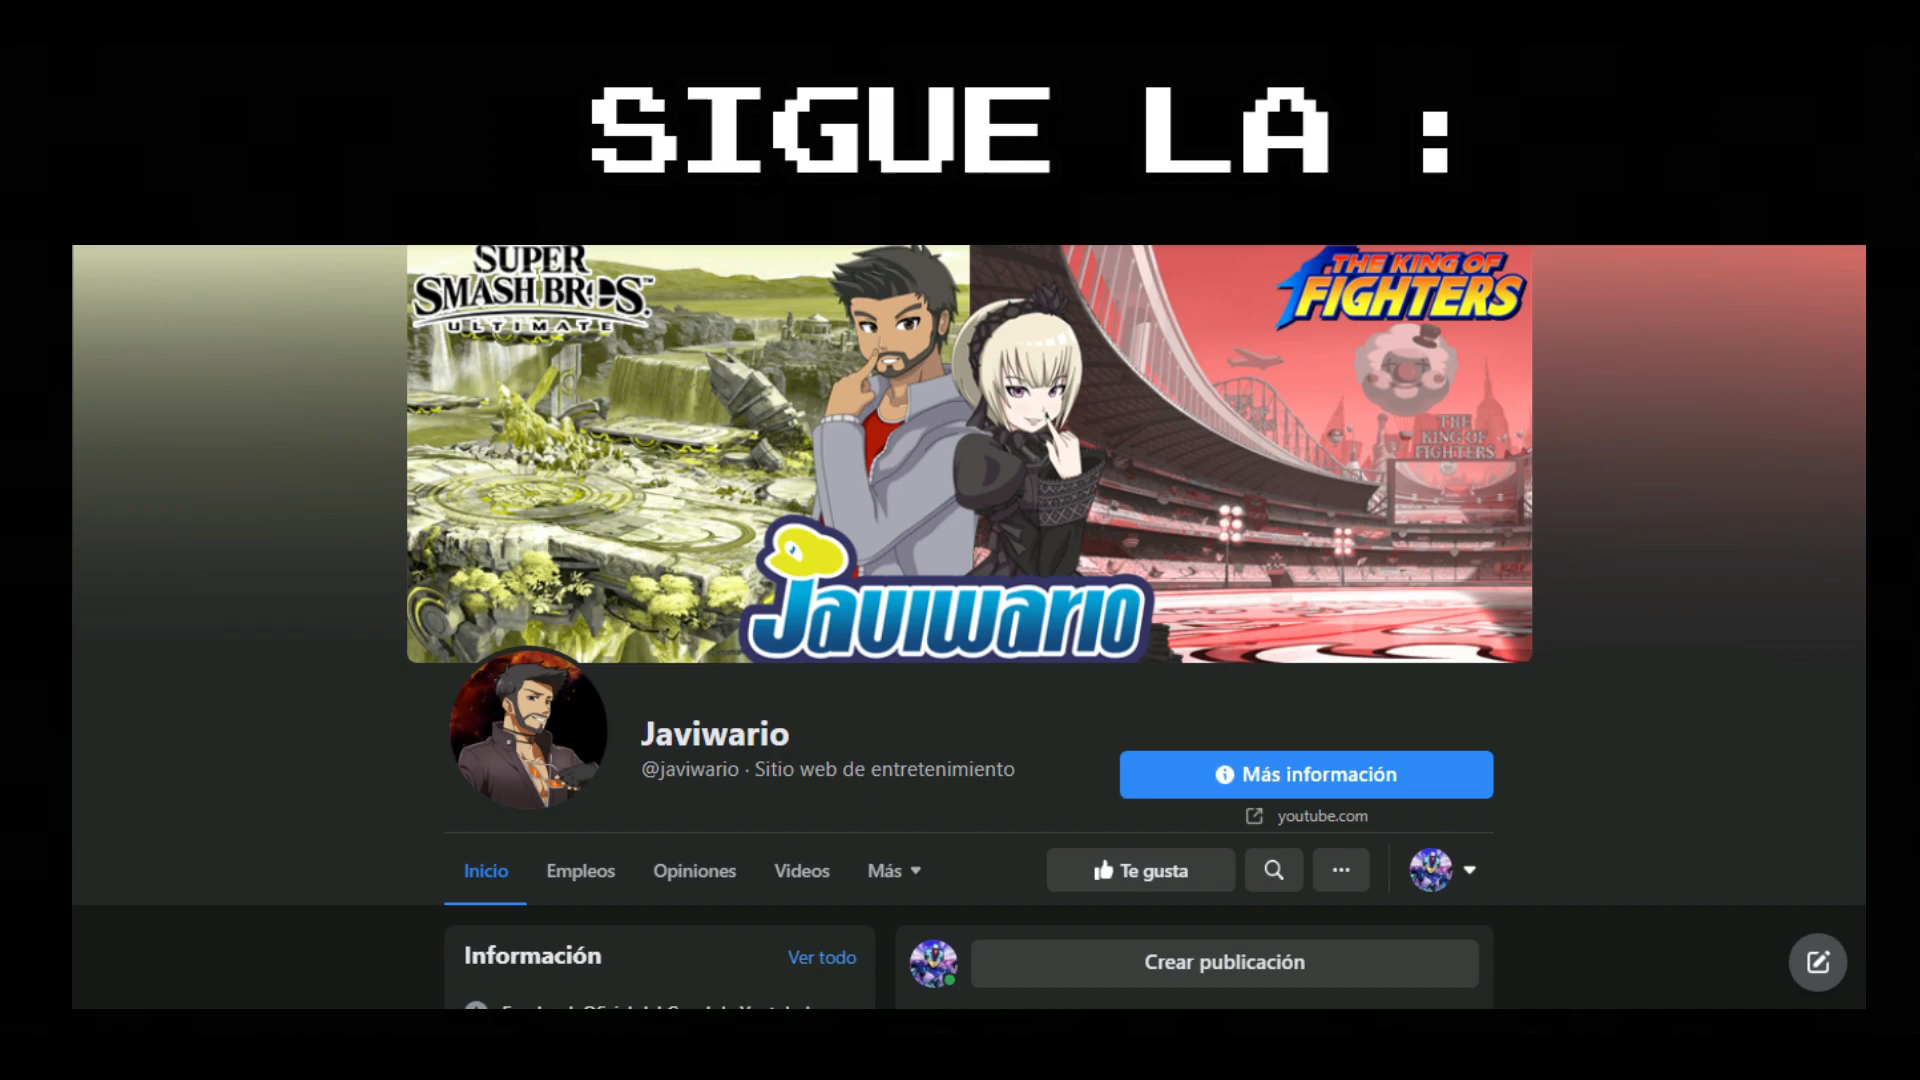 SIGUE LA :
SUPER
SMASH BROS.™
ULTIMATE
THE KING OF
FIGHTERS
THE
KING OF
FIGHTERS
Javiwario
Javiwario
@javiwario · Sitio web de entretenimiento
Más información
youtube.com
Inicio Empleos Opiniones Videos Más
Te gusta
Información
Ver todo
Crear publicación